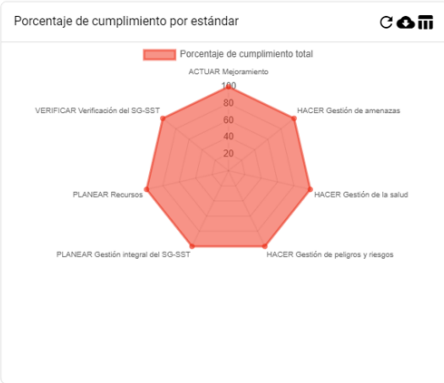 Porcentaje de cumplimiento por estándar
Porcentaje de cumplimiento total
ACTUAR Mejoramiento
100
VERIFICAR Verificación del SG-SST
HACER Gestión de amenazas
80
60
40
20
PLANEAR Recursos
HACER Gestión de la salud
PLANEAR Gestión integral del SG-SST
HACER Gestión de peligros y riesgos